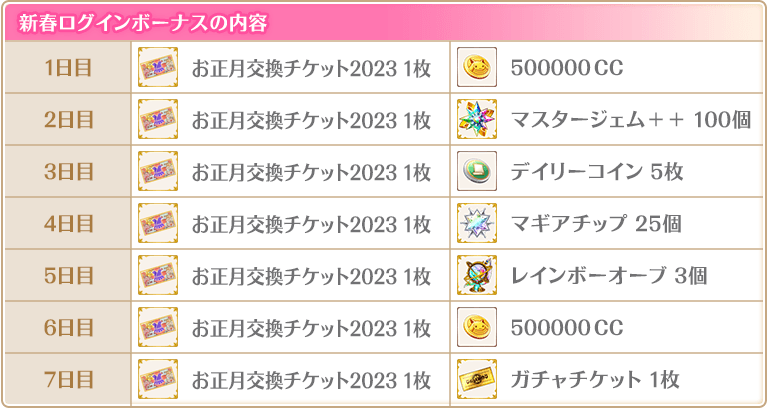 新春ログインボーナスの内容
1日目 お正月交換チケット2023 1枚 500000CC
2日目 お正月交換チケット2023 1枚 マスタージェム＋＋ 100個
3日目 お正月交換チケット2023 1枚 デイリーコイン 5枚
4日目 お正月交換チケット2023 1枚 マギアチップ 25個
5日目 お正月交換チケット2023 1枚 レインボーオーブ 3個
6日目 お正月交換チケット2023 1枚 500000CC
7日目 お正月交換チケット2023 1枚 ガチャチケット 1枚